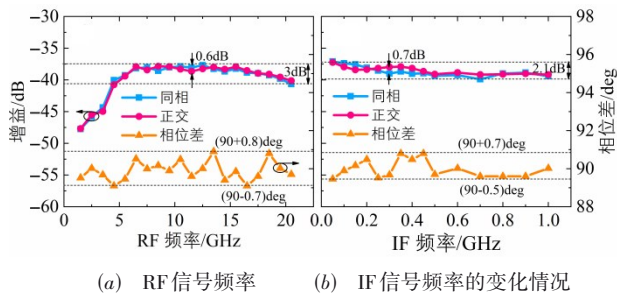 -30
-35
-40
-45
-50
-55
-60
增益/dB
0.6dB
3dB
同相
正交
相位差
(90+0.8)deg
(90-0.7)deg
0 5 10 15 20
RF 频率/GHz
0.7dB
2.1dB
同相
正交
相位差
(90+0.7)deg
(90-0.5)deg
0.0 0.2 0.4 0.6 0.8 1.0
IF 频率/GHz
98
96
94
92
90
88
相位差/deg
(a) RF信号频率 (b) IF信号频率的变化情况